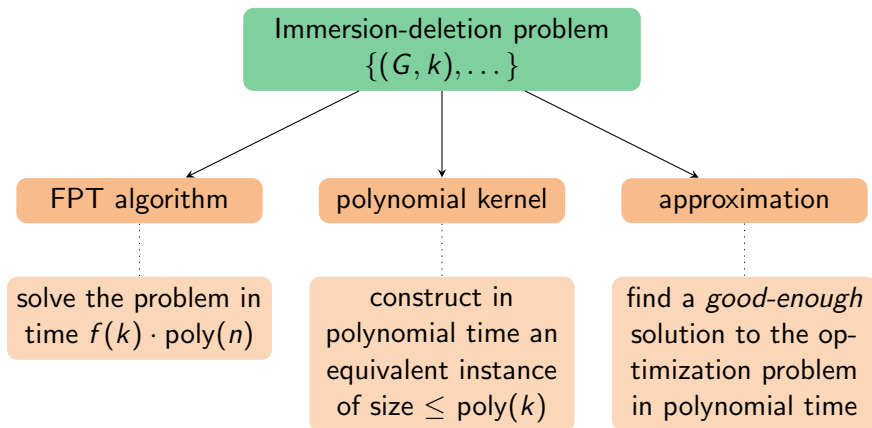 Immersion-deletion problem
{(G, k), . . . }
FPT algorithm
polynomial kernel
approximation
solve the problem in
time f(k) · poly(n)
construct in
polynomial time an
equivalent instance
of size ≤ poly(k)
find a good-enough
solution to the op-
timization problem
in polynomial time